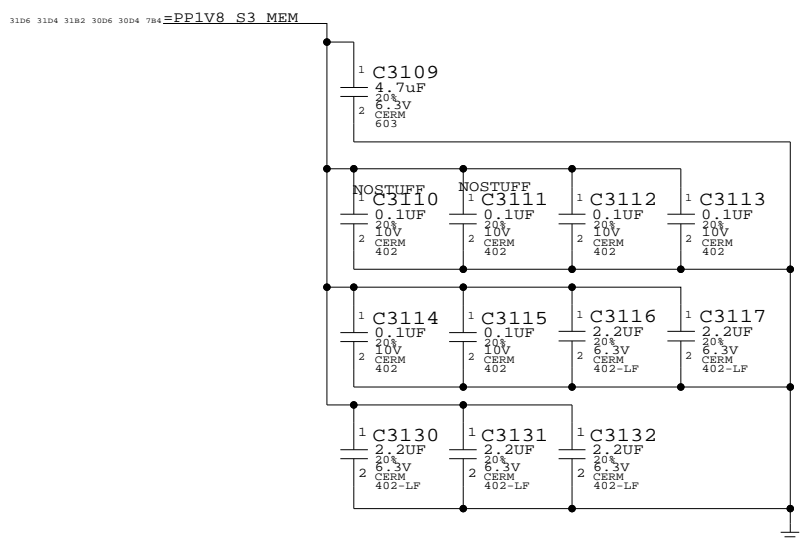 31D6 31D4 31B2 30D6 30D4 7B4 =PP1V8_S3_MEM
1 C3109
4.7uF
20%
6.3V
2 CERM
603
NOSTUFF NOSTUFF
1 C3110 1 C3111 1 C3112 1 C3113
0.1UF 0.1UF 0.1UF 0.1UF
20% 20% 20% 20%
10V 10V 10V 10V
2 CERM 2 CERM 2 CERM 2 CERM
402 402 402 402
1 C3114 1 C3115 1 C3116 1 C3117
0.1UF 0.1UF 2.2UF 2.2UF
20% 20% 20% 20%
10V 10V 6.3V 6.3V
2 CERM 2 CERM 2 CERM 2 CERM
402 402 402-LF 402-LF
1 C3130 1 C3131 1 C3132
2.2UF 2.2UF 2.2UF
20% 20% 20%
6.3V 6.3V 6.3V
2 CERM 2 CERM 2 CERM
402-LF 402-LF 402-LF